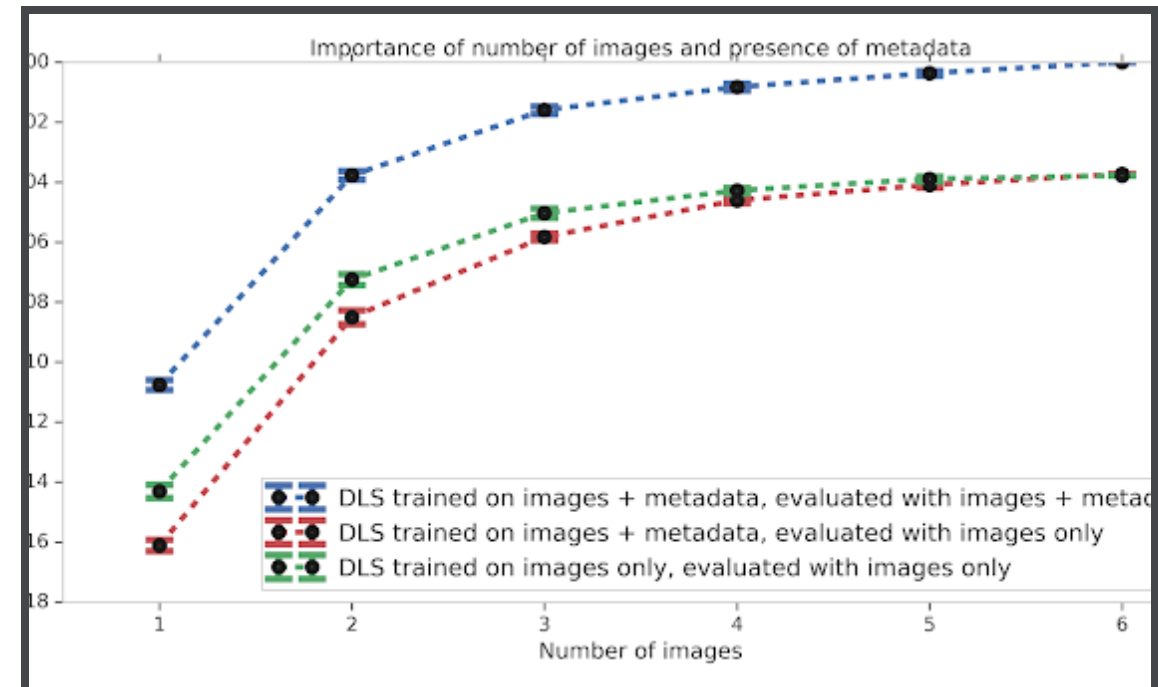 Importance of number of images and presence of metadata
00
02
04
06
08
10
12
14
16
18
DLS trained on images + metadata, evaluated with images + metad
DLS trained on images + metadata, evaluated with images only
DLS trained on images only, evaluated with images only
1 2 3 4 5 6
Number of images